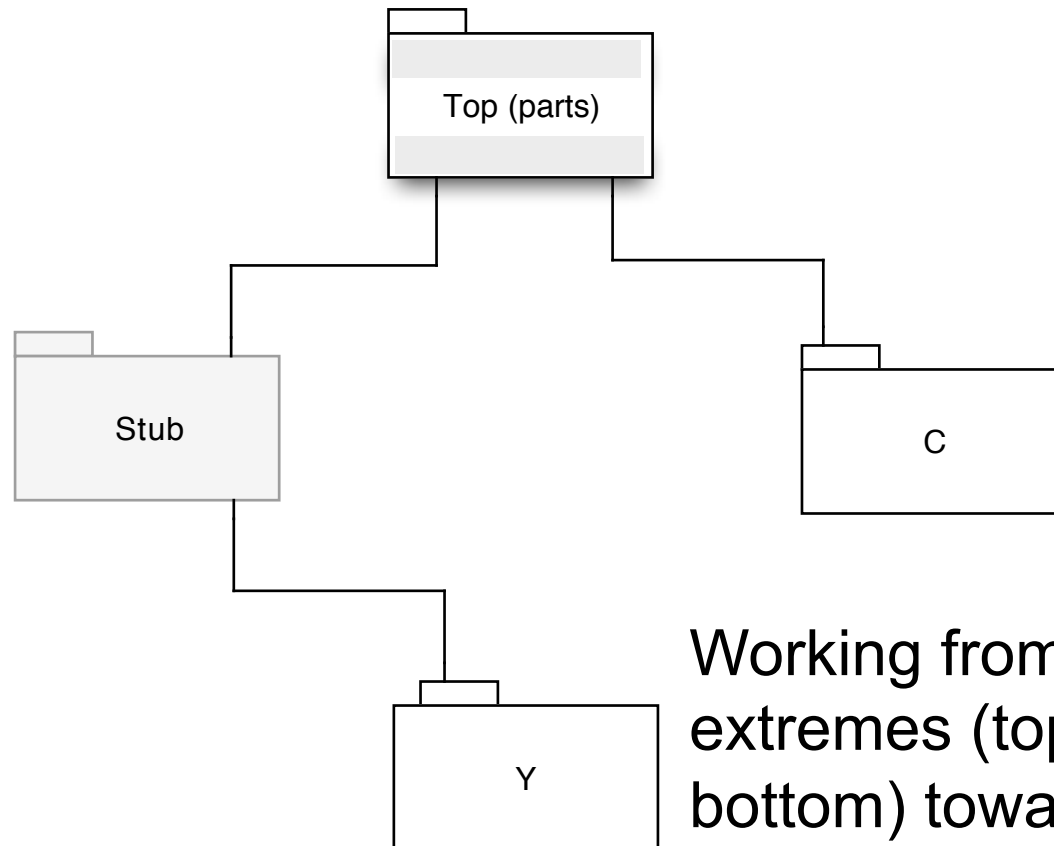 Top (parts)
Stub
C
Y
Working from
extremes (top
bottom) towa